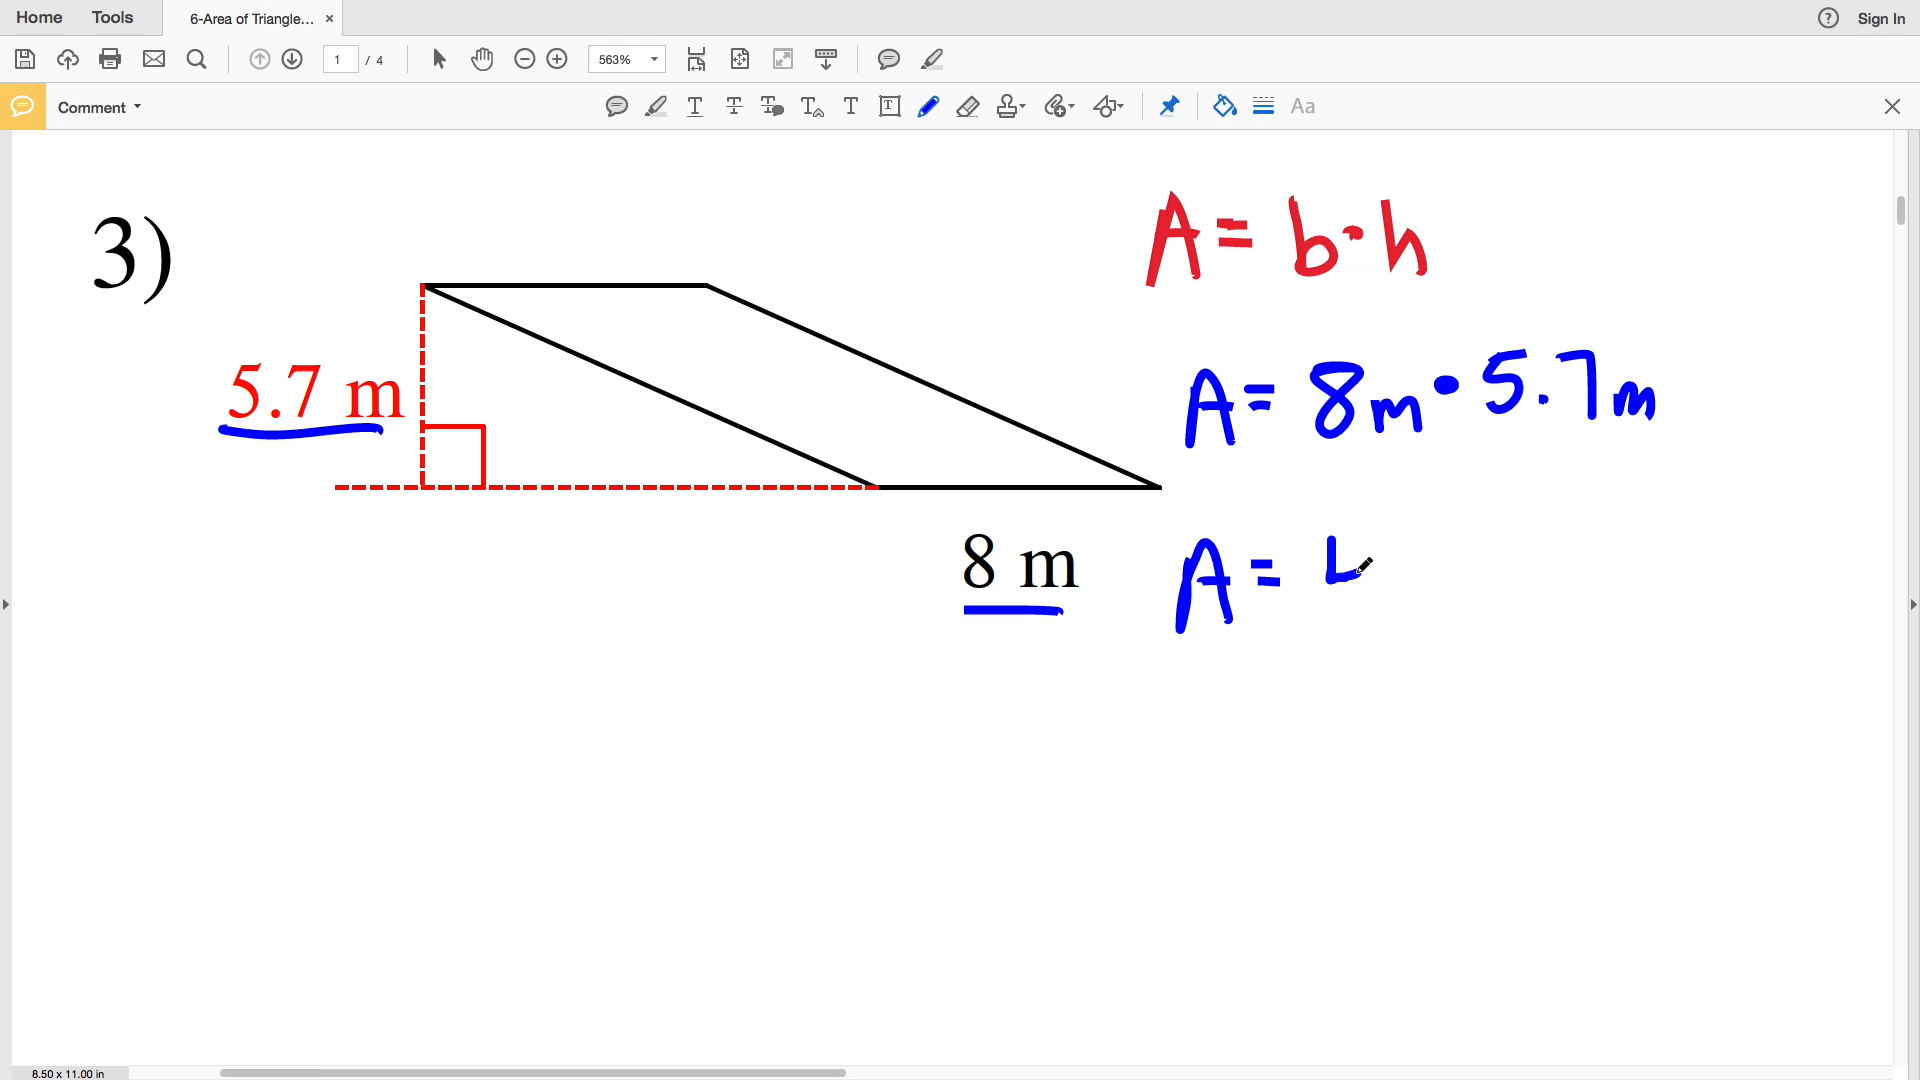 Home Tools 6-Area of Triangle... × ? Sign In
1 / 4 563%
Comment Aa
3)
A = b·h
5.7 m
A = 8m · 5.7m
8 m
A =
8.50 x 11.00 in